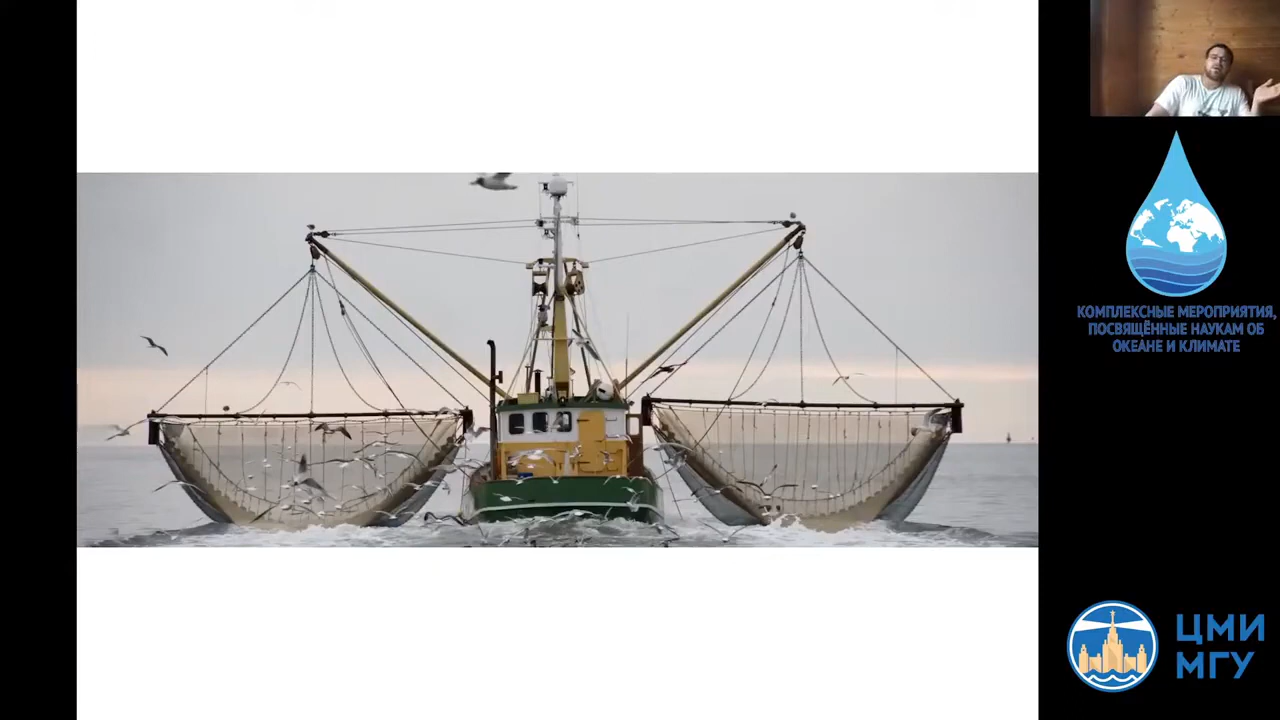 КОМПЛЕКСНЫЕ МЕРОПРИЯТИЯ,
ПОСВЯЩЁННЫЕ НАУКАМ ОБ
ОКЕАНЕ И КЛИМАТЕ
ЦМИ
МГУ